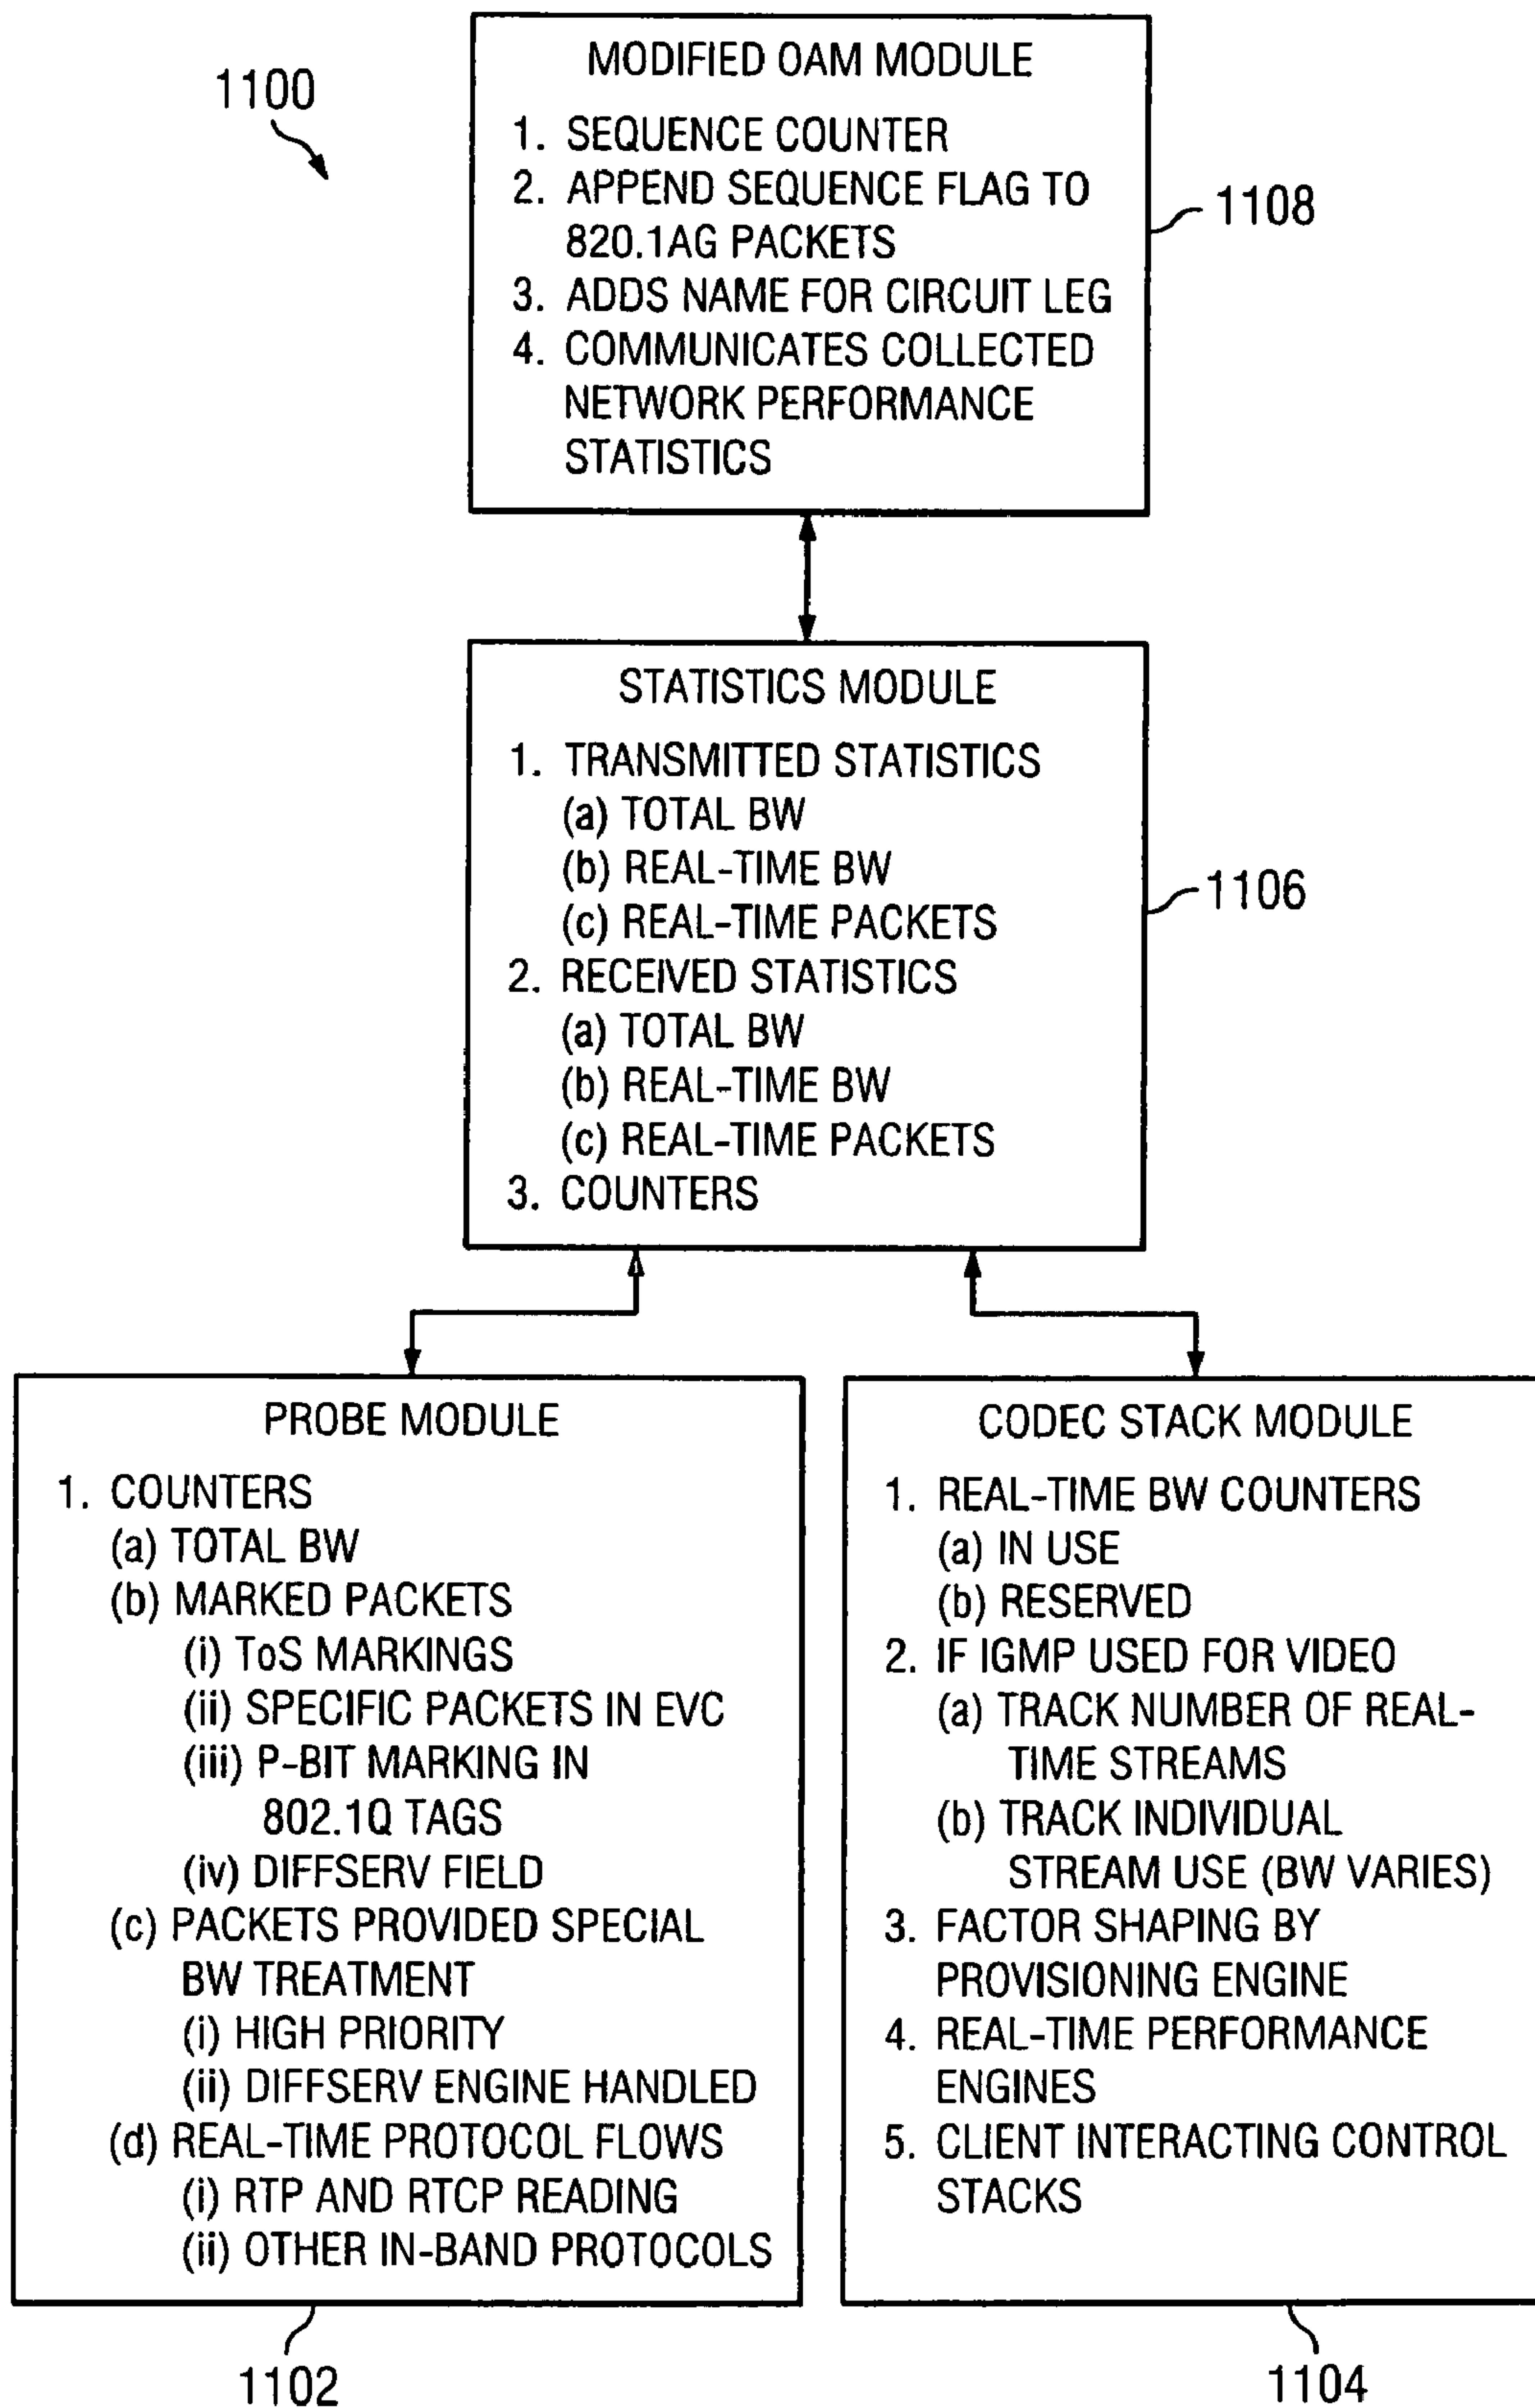 1100
MODIFIED OAM MODULE
1. SEQUENCE COUNTER
2. APPEND SEQUENCE FLAG TO
820.1AG PACKETS
3. ADDS NAME FOR CIRCUIT LEG
4. COMMUNICATES COLLECTED
NETWORK PERFORMANCE
STATISTICS
1108
STATISTICS MODULE
1. TRANSMITTED STATISTICS
(a) TOTAL BW
(b) REAL-TIME BW
(c) REAL-TIME PACKETS
2. RECEIVED STATISTICS
(a) TOTAL BW
(b) REAL-TIME BW
(c) REAL-TIME PACKETS
3. COUNTERS
1106
PROBE MODULE
1. COUNTERS
(a) TOTAL BW
(b) MARKED PACKETS
(i) ToS MARKINGS
(ii) SPECIFIC PACKETS IN EVC
(iii) P-BIT MARKING IN
802.1Q TAGS
(iv) DIFFSERV FIELD
(c) PACKETS PROVIDED SPECIAL
BW TREATMENT
(i) HIGH PRIORITY
(ii) DIFFSERV ENGINE HANDLED
(d) REAL-TIME PROTOCOL FLOWS
(i) RTP AND RTCP READING
(ii) OTHER IN-BAND PROTOCOLS
1102
CODEC STACK MODULE
1. REAL-TIME BW COUNTERS
(a) IN USE
(b) RESERVED
2. IF IGMP USED FOR VIDEO
(a) TRACK NUMBER OF REAL-
TIME STREAMS
(b) TRACK INDIVIDUAL
STREAM USE (BW VARIES)
3. FACTOR SHAPING BY
PROVISIONING ENGINE
4. REAL-TIME PERFORMANCE
ENGINES
5. CLIENT INTERACTING CONTROL
STACKS
1104